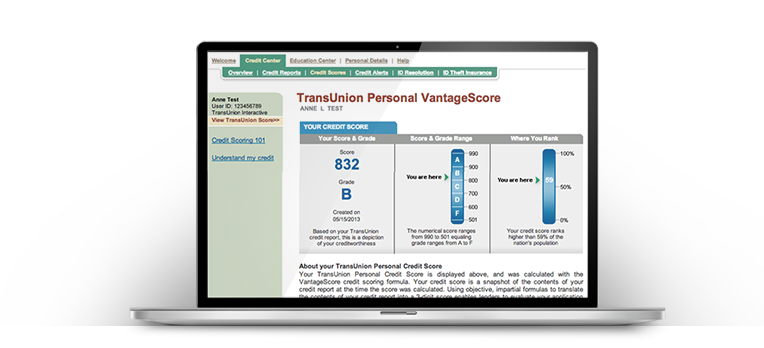 Welcome Credit Center Education Center | Personal Details | Help
Overview | Credit Reports | Credit Scores | Credit Alerts | ID Resolution | ID Theft Insurance
Anne Test
User ID: 123456789
TransUnion Interactive
View TransUnion Score>>
Credit Scoring 101
Understand my credit
TransUnion Personal VantageScore
ANNE L TEST
YOUR CREDIT SCORE
Your Score & Grade
Score
832
Grade
B
Created on
05/15/2013
Based on your TransUnion
credit report, this is a depiction
of your creditworthiness
Score & Grade Range
You are here
A
B
C
D
F
990
900
800
700
600
501
The numerical score ranges
from 990 to 501 equaling
grade ranges from A to F
Where You Rank
You are here
59
100%
50%
0%
Your credit score ranks
higher than 59% of the
nation's population
About your TransUnion Personal Credit Score
Your TransUnion Personal Credit Score is displayed above, and was calculated with the
VantageScore credit scoring formula. Your credit score is a snapshot of the contents of your
credit report at the time the score was calculated. Using objective, impartial formulas to translate
the contents of your credit report into a 3-digit score enables lenders to evaluate your application